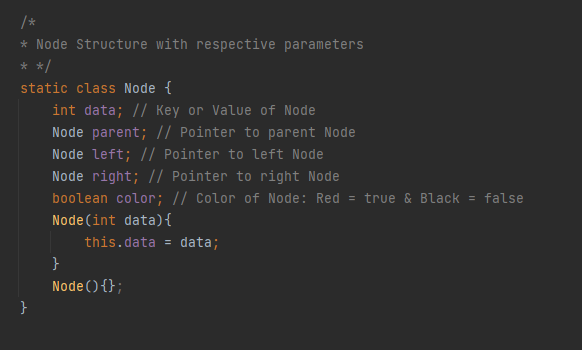 /*
* Node Structure with respective parameters
* */
static class Node {
    int data; // Key or Value of Node
    Node parent; // Pointer to parent Node
    Node left; // Pointer to left Node
    Node right; // Pointer to right Node
    boolean color; // Color of Node: Red = true & Black = false
    Node(int data){
        this.data = data;
    }
    Node(){};
}